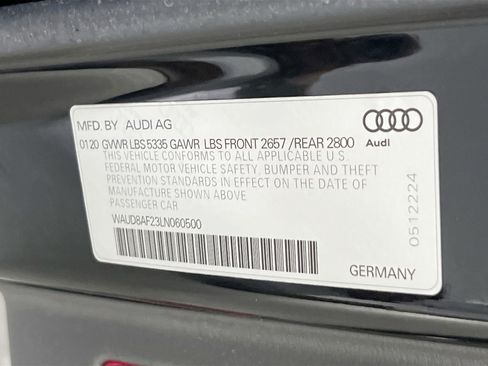 MFD. BY AUDI AG
Audi
01 20 GVWR LBS 5335 GAWR LBS FRONT 2657 /REAR 2800
THIS VEHICLE CONFORMS TO ALL APPLICABLE U.S.
FEDERAL MOTOR VEHICLE SAFETY, BUMPER AND THEFT
PREVENTION STANDARDS IN EFFECT ON THE DATE OF
MANUFACTURE SHOWN ABOVE
PASSENGER CAR
WAUD8AF23LN060500
0512224
GERMANY